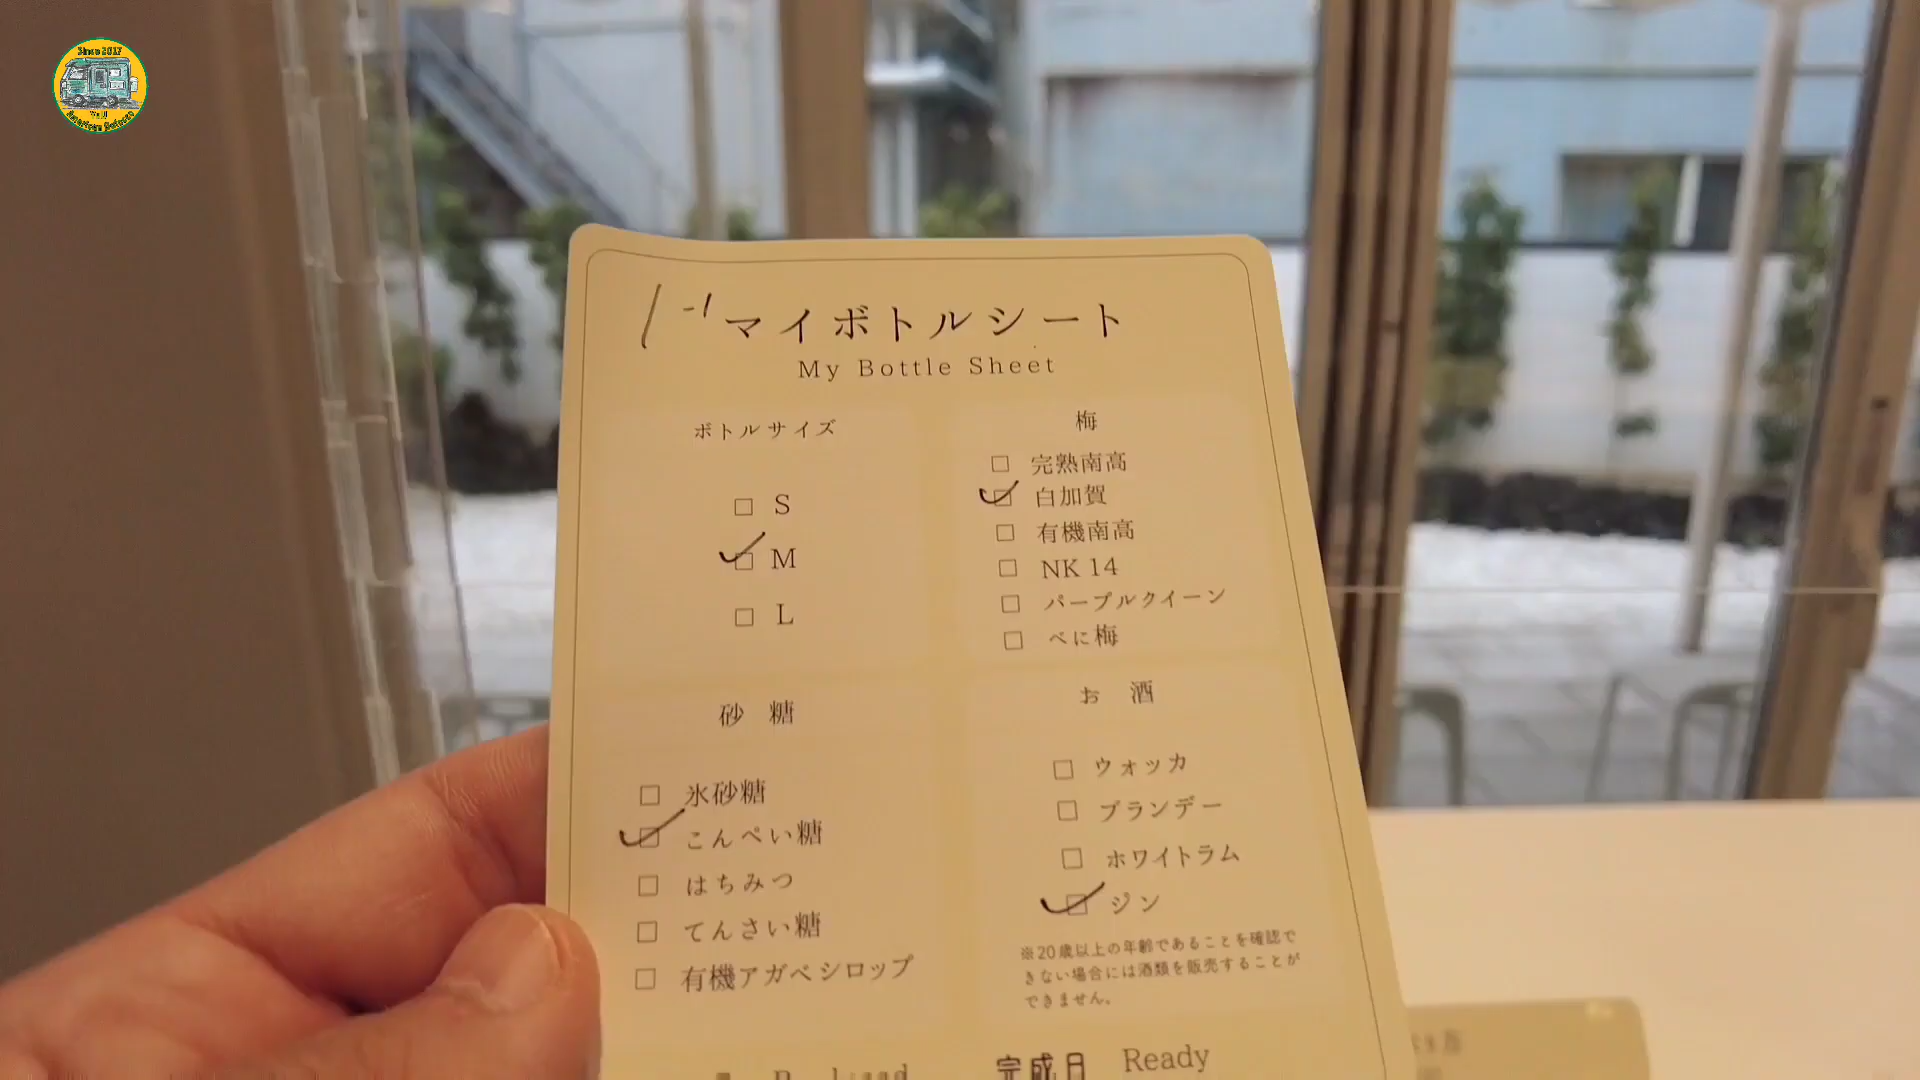 Since 2017
1-1
マイボトルシート
My Bottle Sheet
ボトルサイズ
□ S
☑ M
□ L
梅
□ 完熟南高
☑ 白加賀
□ 有機南高
□ NK 14
□ パープルクイーン
□ べに梅
砂 糖
□ 氷砂糖
☑ こんぺい糖
□ はちみつ
□ てんさい糖
□ 有機アガベシロップ
お 酒
□ ウォッカ
□ ブランデー
□ ホワイトラム
☑ ジン
※20歳以上の年齢であることを確認で
きない場合には酒類を販売することが
できません。
完成日 Ready